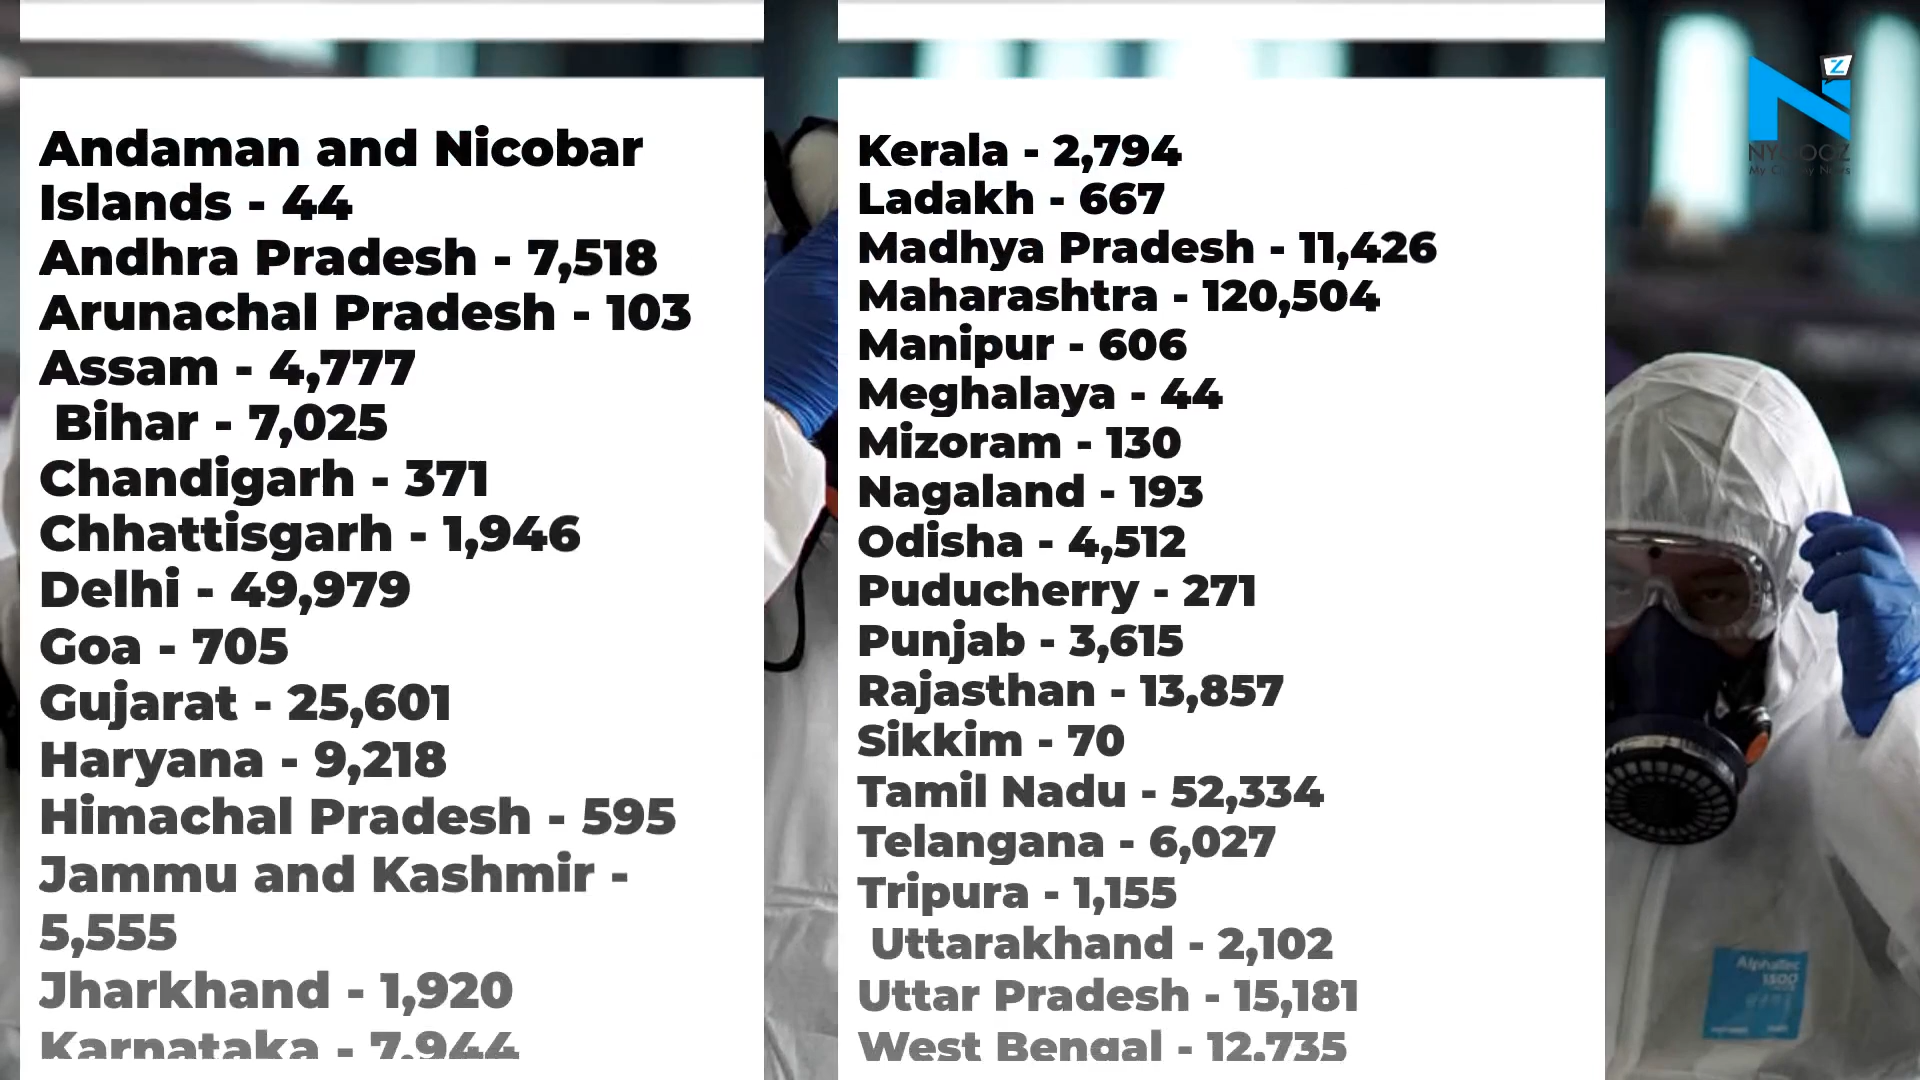 Andaman and Nicobar
Islands - 44
Andhra Pradesh - 7,518
Arunachal Pradesh - 103
Assam - 4,777
Bihar - 7,025
Chandigarh - 371
Chhattisgarh - 1,946
Delhi - 49,979
Goa - 705
Gujarat - 25,601
Haryana - 9,218
Himachal Pradesh - 595
Jammu and Kashmir -
5,555
Jharkhand - 1,920
Karnataka - 7,944
Kerala - 2,794
Ladakh - 667
Madhya Pradesh - 11,426
Maharashtra - 120,504
Manipur - 606
Meghalaya - 44
Mizoram - 130
Nagaland - 193
Odisha - 4,512
Puducherry - 271
Punjab - 3,615
Rajasthan - 13,857
Sikkim - 70
Tamil Nadu - 52,334
Telangana - 6,027
Tripura - 1,155
Uttarakhand - 2,102
Uttar Pradesh - 15,181
West Bengal - 12,735
Z
NYOOOZ
AlphaTec
1500